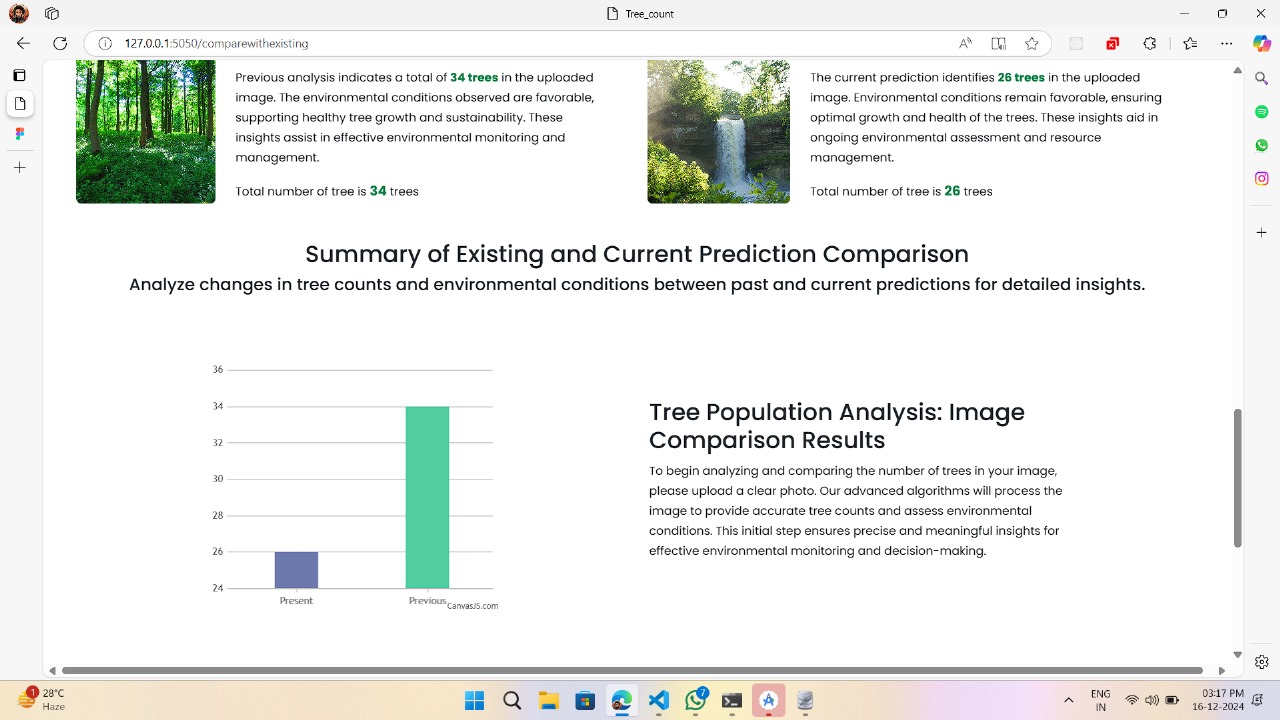 Tree_count
127.0.0.1:5050/comparewithexisting
Previous analysis indicates a total of 34 trees in the uploaded
image. The environmental conditions observed are favorable,
supporting healthy tree growth and sustainability. These
insights assist in effective environmental monitoring and
management.
Total number of tree is 34 trees
The current prediction identifies 26 trees in the uploaded
image. Environmental conditions remain favorable, ensuring
optimal growth and health of the trees. These insights aid in
ongoing environmental assessment and resource
management.
Total number of tree is 26 trees
Summary of Existing and Current Prediction Comparison
Analyze changes in tree counts and environmental conditions between past and current predictions for detailed insights.
36
34
32
30
28
26
24
Present
Previous
CanvasJS.com
Tree Population Analysis: Image
Comparison Results
To begin analyzing and comparing the number of trees in your image,
please upload a clear photo. Our advanced algorithms will process the
image to provide accurate tree counts and assess environmental
conditions. This initial step ensures precise and meaningful insights for
effective environmental monitoring and decision-making.
1
28°C
Haze
7
ENG
IN
03:17 PM
16-12-2024